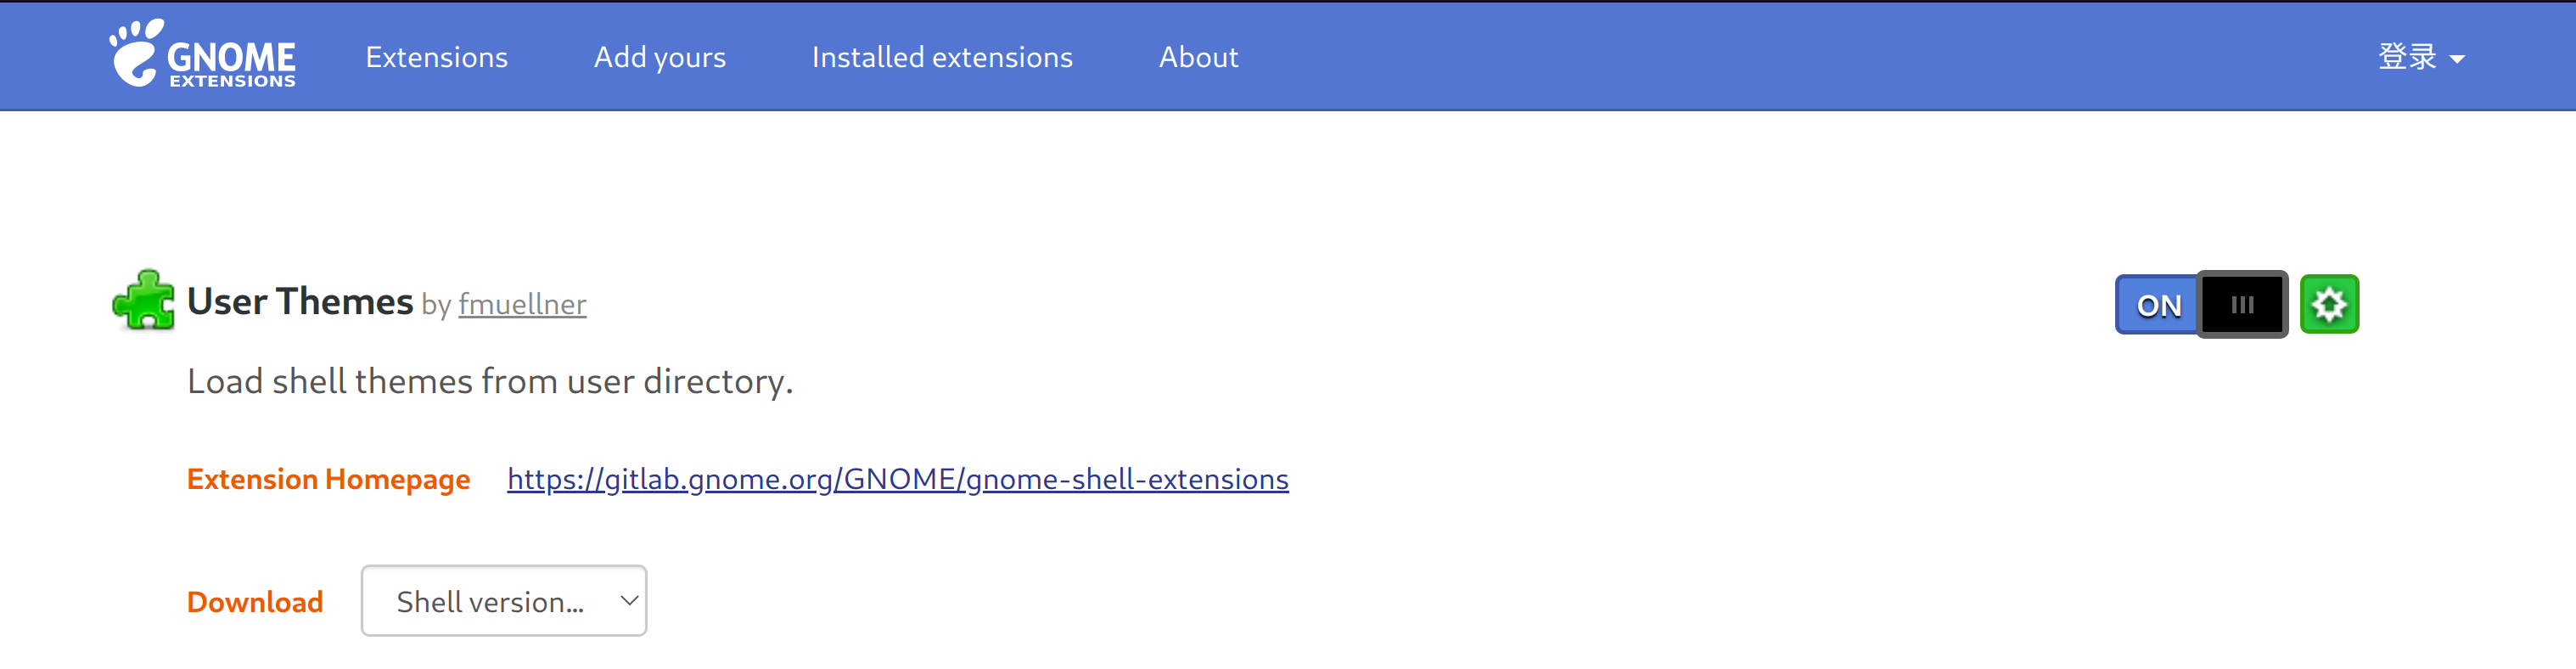 GNOME EXTENSIONS Extensions Add yours Installed extensions About 登录
User Themes by fmuellner ON
Load shell themes from user directory.
Extension Homepage https://gitlab.gnome.org/GNOME/gnome-shell-extensions
Download Shell version...